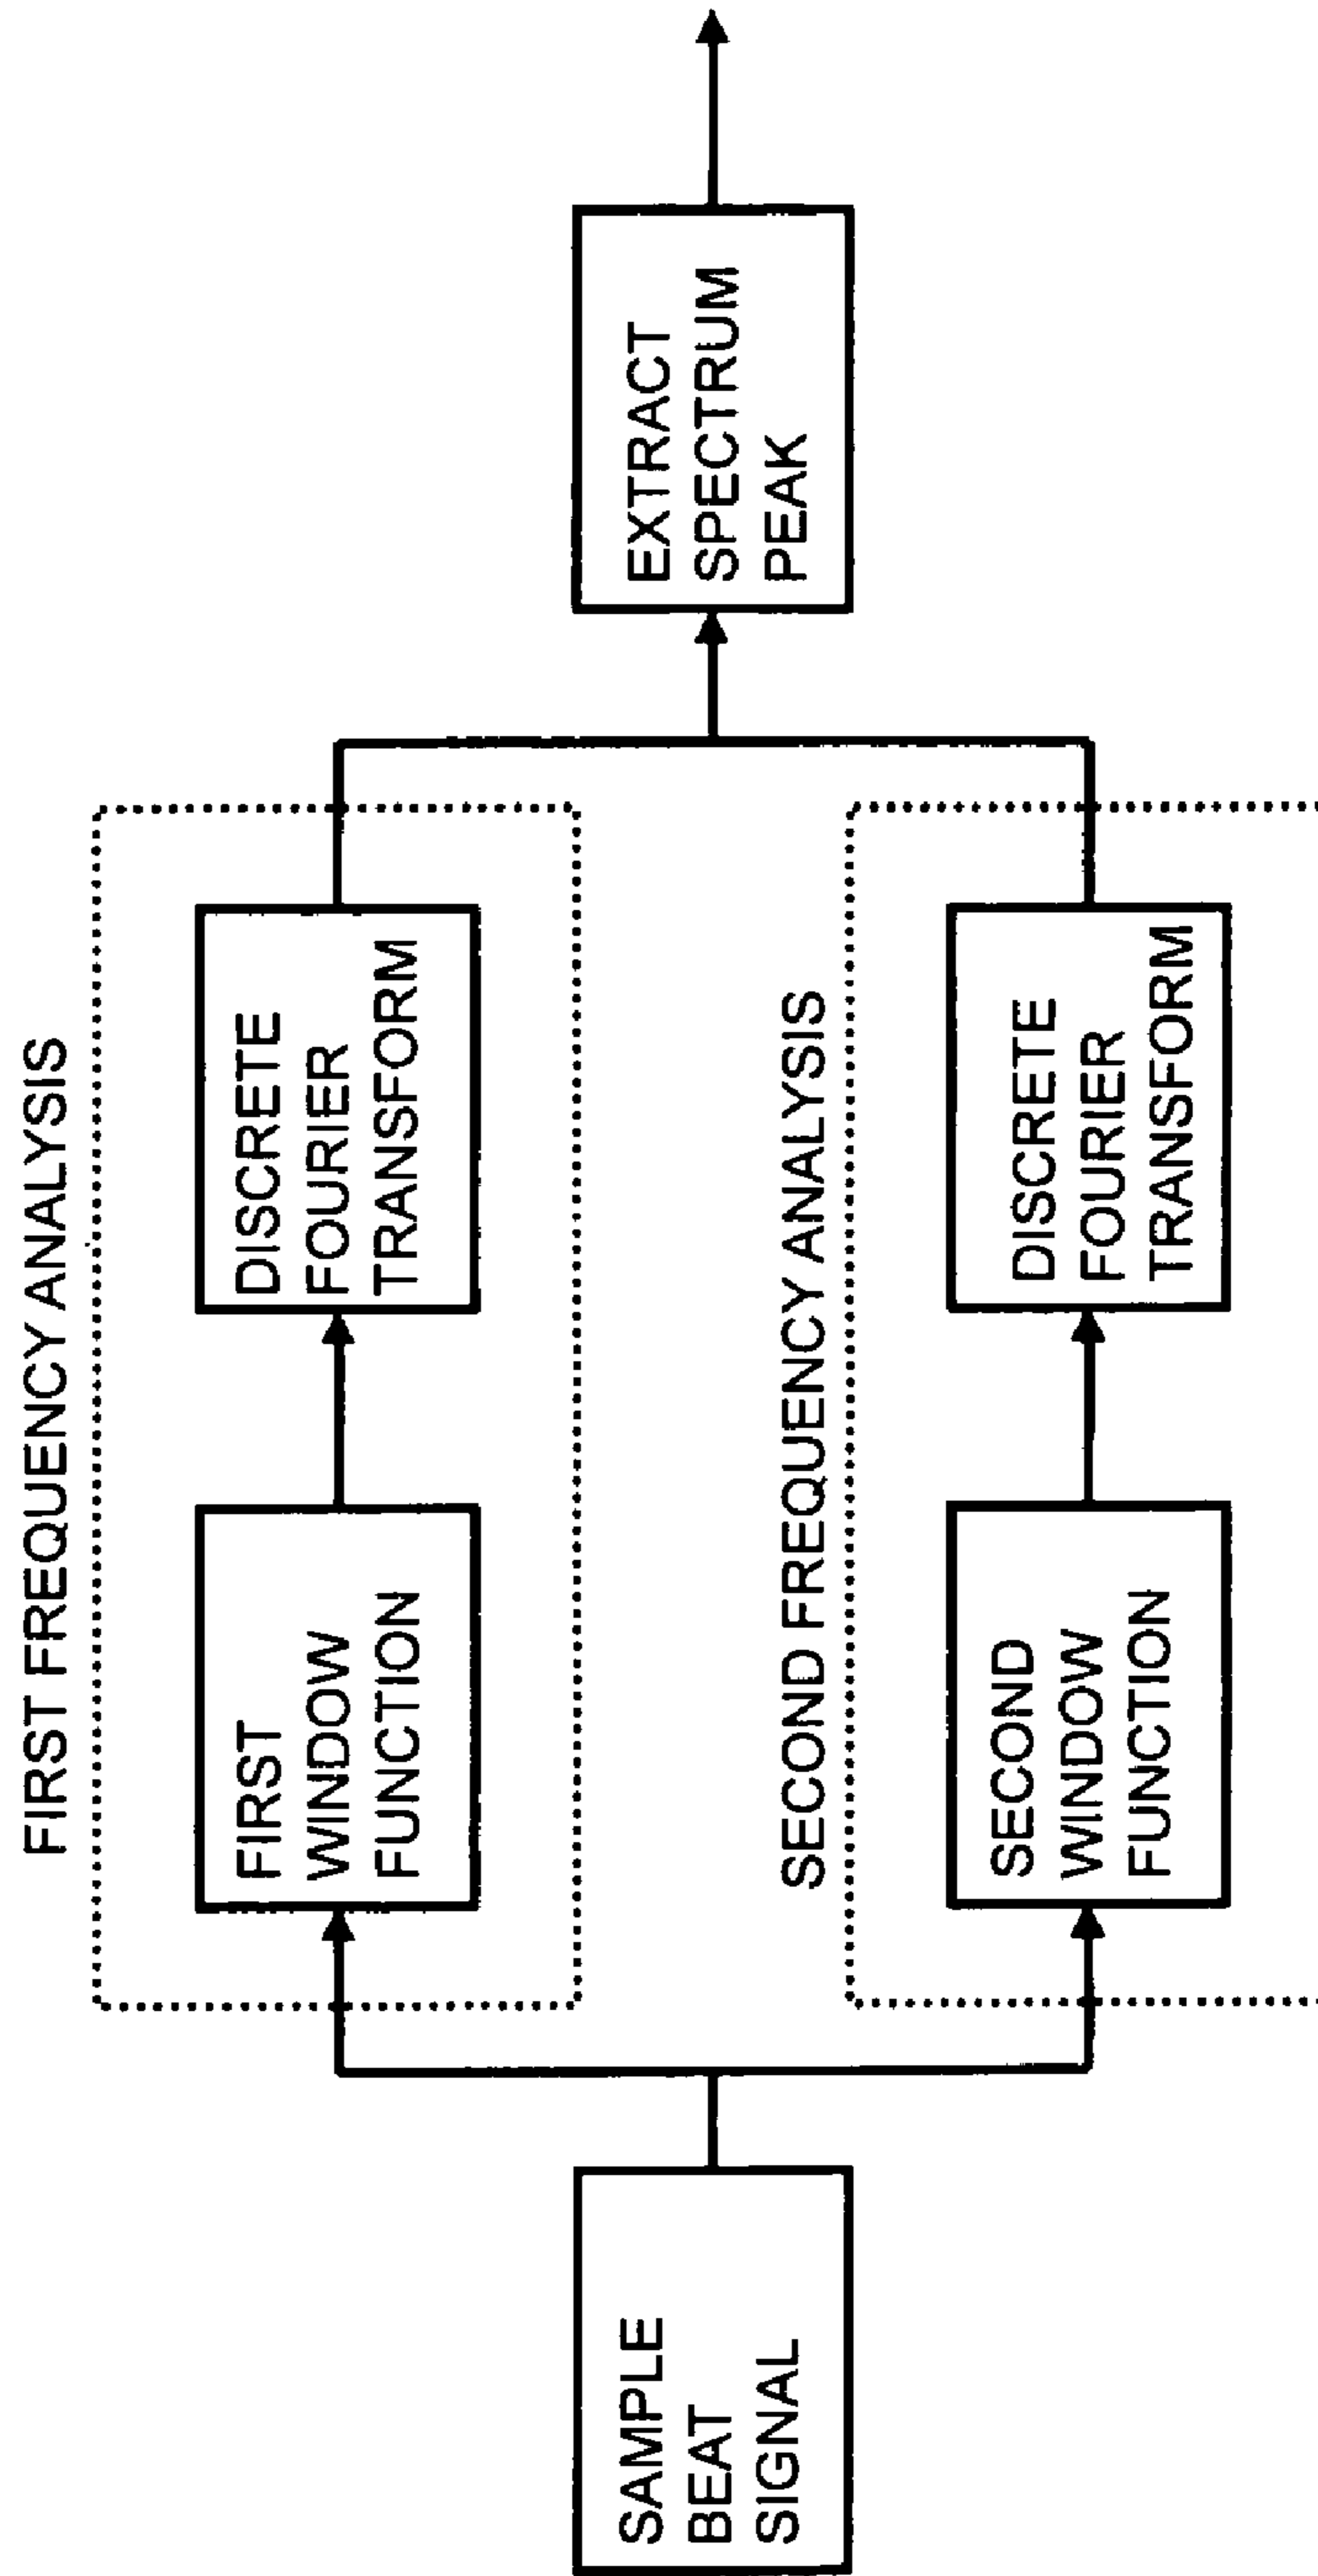 SAMPLE
BEAT
SIGNAL
FIRST FREQUENCY ANALYSIS
FIRST
WINDOW
FUNCTION
DISCRETE
FOURIER
TRANSFORM
SECOND FREQUENCY ANALYSIS
SECOND
WINDOW
FUNCTION
DISCRETE
FOURIER
TRANSFORM
EXTRACT
SPECTRUM
PEAK